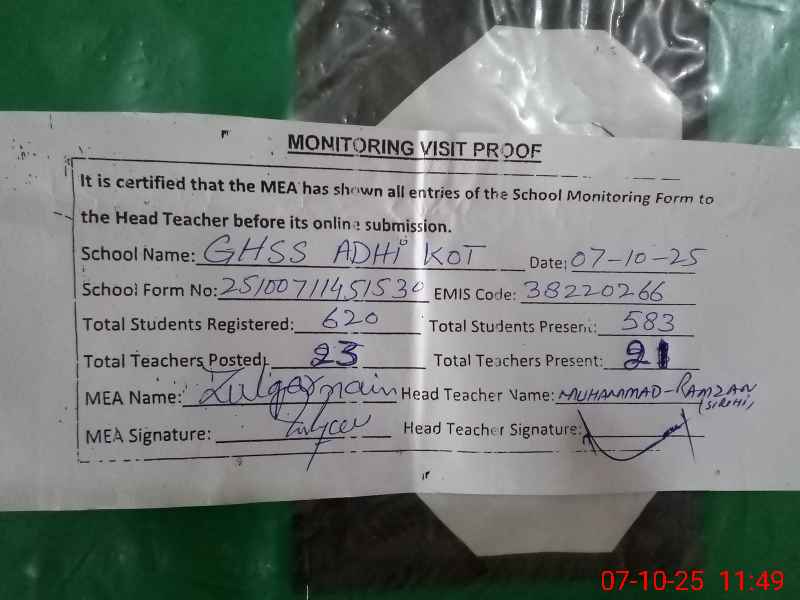 MONITORING VISIT PROOF
It is certified that the MEA has shown all entries of the School Monitoring Form to
the Head Teacher before its online submission.
School Name: GHSS ADHI KOT Date: 07-10-25
School Form No: 25100711451530 EMIS Code: 38220266
Total Students Registered: 620 Total Students Present: 583
Total Teachers Posted: 23 Total Teachers Present: 21
MEA Name: Zulqarnain Head Teacher Name: MUHAMMAD-RAMZAN
MEA Signature: Head Teacher Signature:
07-10-25 11:49